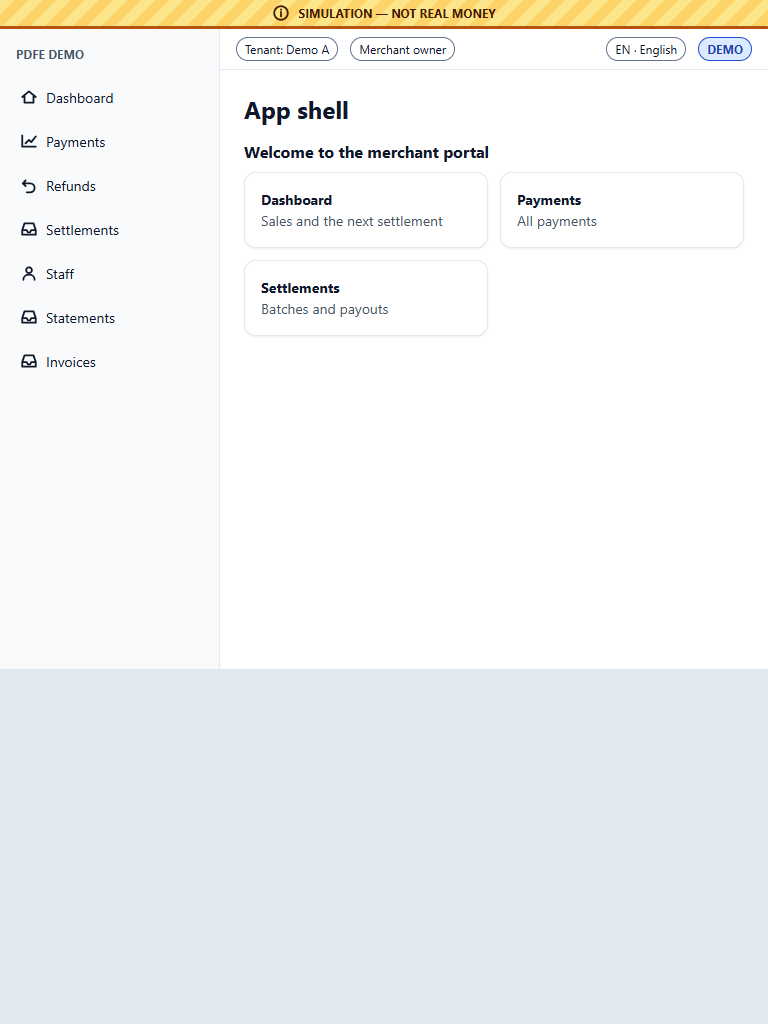 SIMULATION — NOT REAL MONEY
PDFE DEMO
Dashboard
Payments
Refunds
Settlements
Staff
Statements
Invoices
Tenant: Demo A
Merchant owner
EN · English
DEMO
App shell
Welcome to the merchant portal
Dashboard
Sales and the next settlement
Payments
All payments
Settlements
Batches and payouts